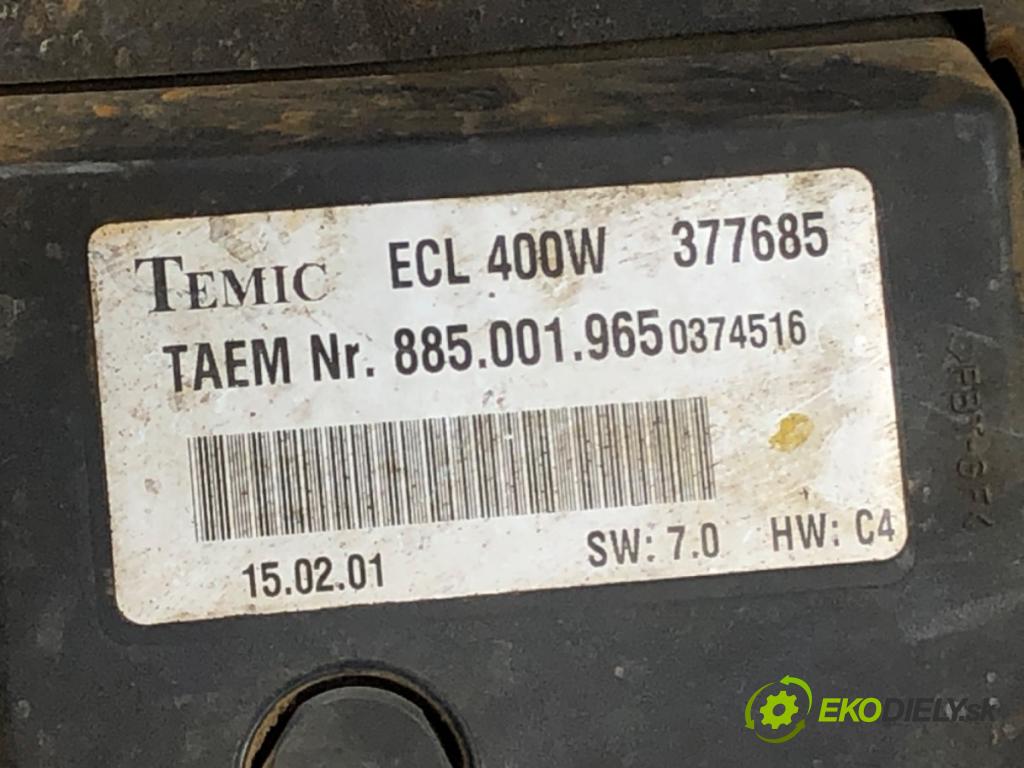 TEMIC ECL 400W 377685
TAEM Nr. 885.001.965 0374516
15.02.01 SW: 7.0 HW: C4
EKODIELY.sk